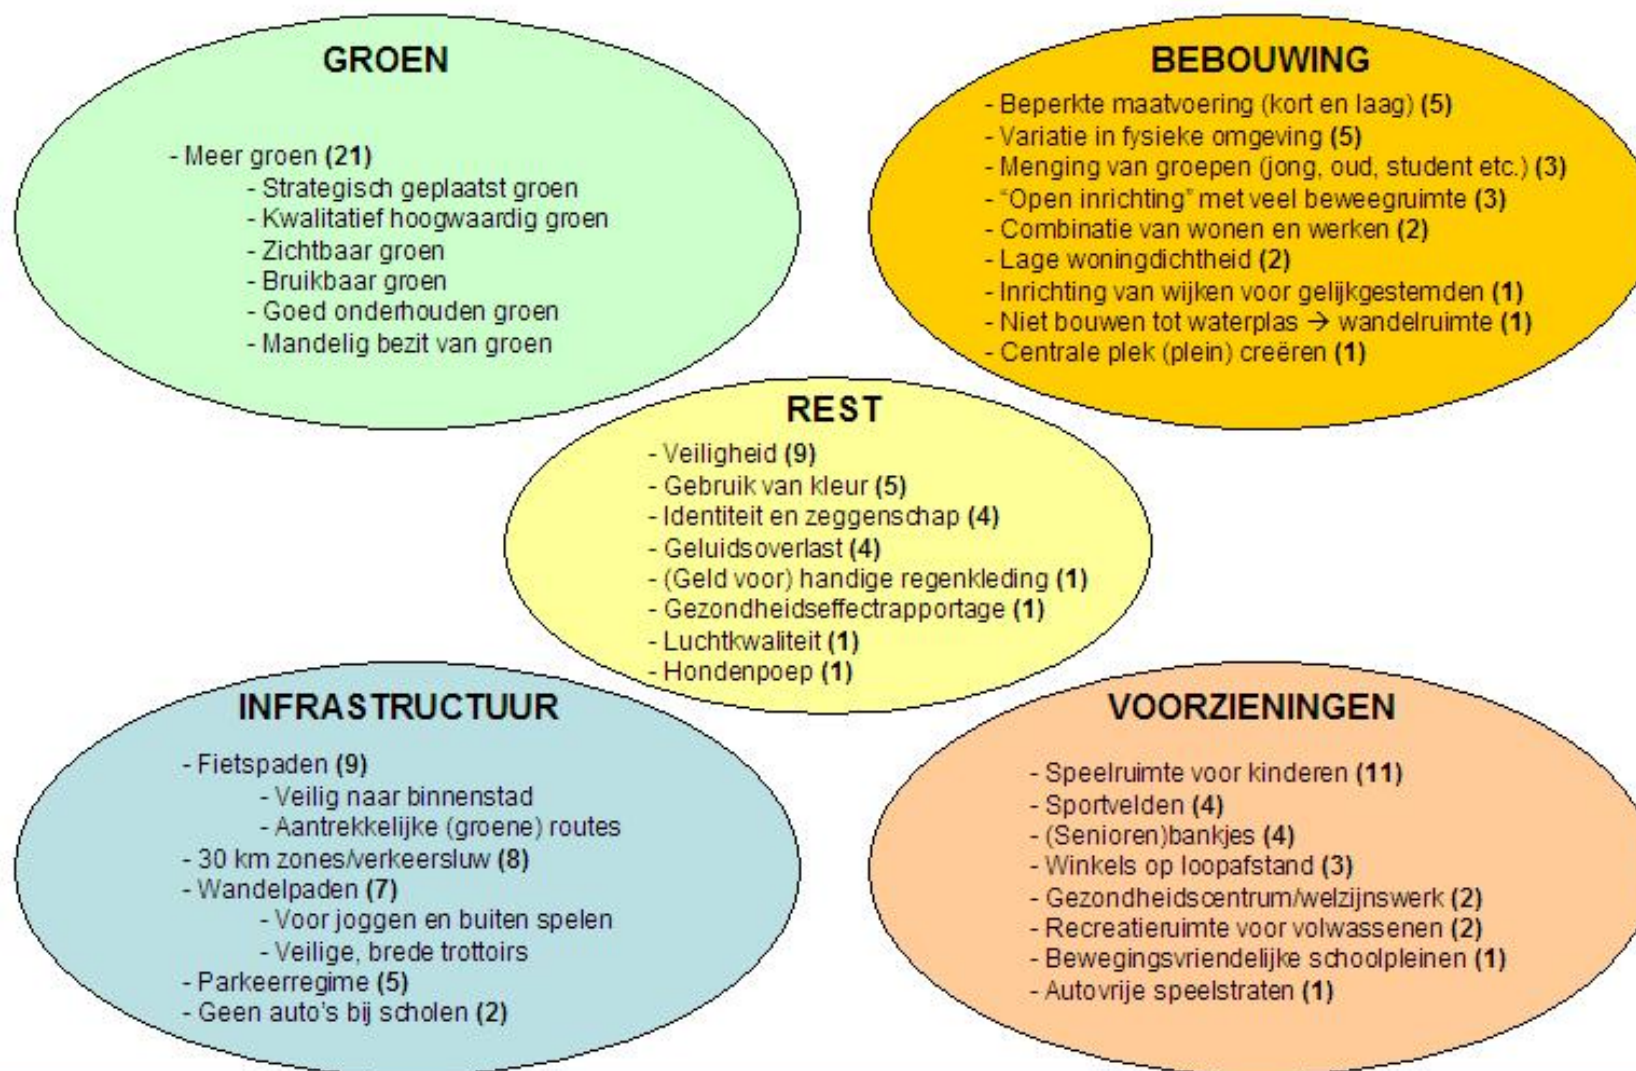 GROEN
- Meer groen (21)
- Strategisch geplaatst groen
- Kwalitatief hoogwaardig groen
- Zichtbaar groen
- Bruikbaar groen
- Goed onderhouden groen
- Mandelig bezit van groen
BEBOUWING
- Beperkte maatvoering (kort en laag) (5)
- Variatie in fysieke omgeving (5)
- Menging van groepen (jong, oud, student etc.) (3)
- “Open inrichting” met veel beweegruimte (3)
- Combinatie van wonen en werken (2)
- Lage woningdichtheid (2)
- Inrichting van wijken voor gelijkgestemden (1)
- Niet bouwen tot waterplas → wandelruimte (1)
- Centrale plek (plein) creëren (1)
REST
- Veiligheid (9)
- Gebruik van kleur (5)
- Identiteit en zeggenschap (4)
- Geluidsoverlast (4)
- (Geld voor) handige regenkleding (1)
- Gezondheidseffectrapportage (1)
- Luchtkwaliteit (1)
- Hondenpoep (1)
INFRASTRUCTUUR
- Fietspaden (9)
- Veilig naar binnenstad
- Aantrekkelijke (groene) routes
- 30 km zones/verkeersluw (8)
- Wandelpaden (7)
- Voor joggen en buiten spelen
- Veilige, brede trottoirs
- Parkeerregime (5)
- Geen auto's bij scholen (2)
VOORZIENINGEN
- Speelruimte voor kinderen (11)
- Sportvelden (4)
- (Senioren)bankjes (4)
- Winkels op loopafstand (3)
- Gezondheidscentrum/welzijnswerk (2)
- Recreatieruimte voor volwassenen (2)
- Bewegingsvriendelijke schoolpleinen (1)
- Autovrije speelstraten (1)